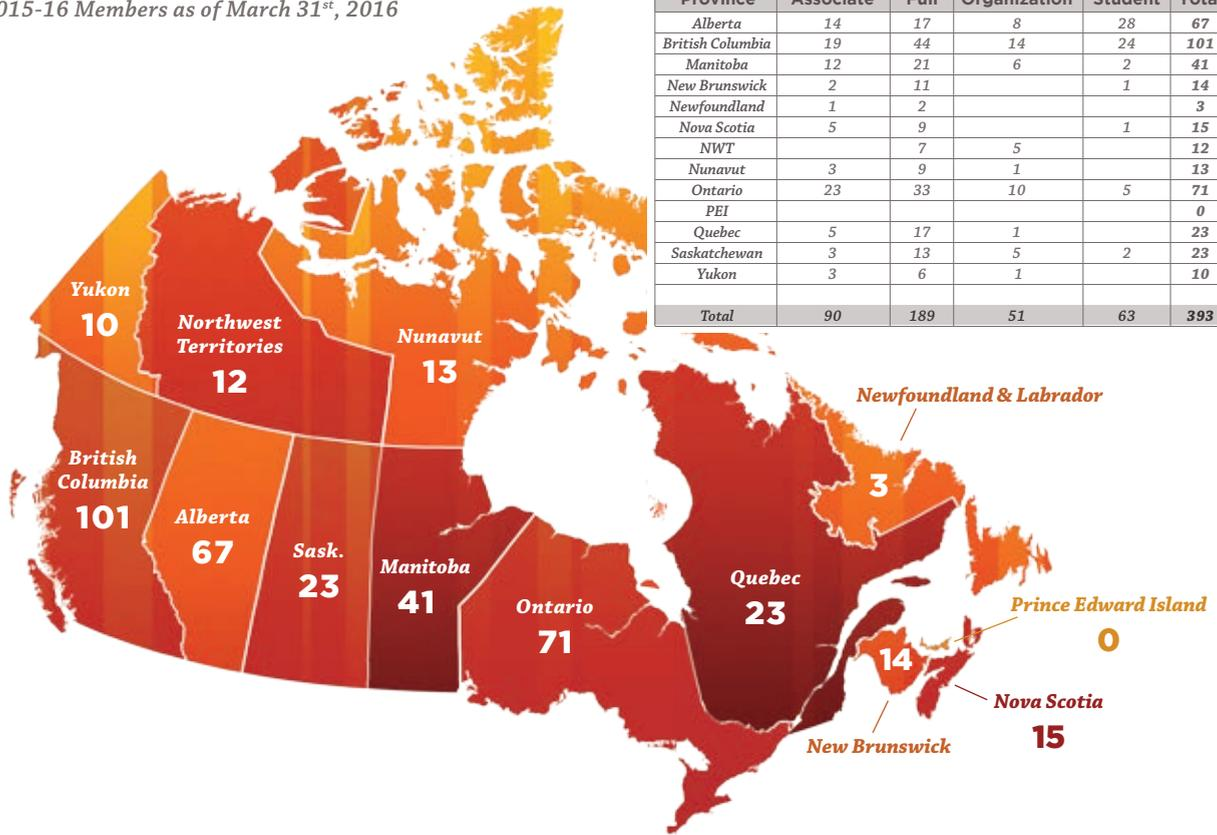 015-16 Members as of March 31st, 2016
Province Associate Full Organization Student Total
Alberta 14 17 8 28 67
British Columbia 19 44 14 24 101
Manitoba 12 21 6 2 41
New Brunswick 2 11 1 14
Newfoundland 1 2 3
Nova Scotia 5 9 1 15
NWT 7 5 12
Nunavut 3 9 1 13
Ontario 23 33 10 5 71
PEI 0
Quebec 5 17 1 23
Saskatchewan 3 13 5 2 23
Yukon 3 6 1 10
Total 90 189 51 63 393
Yukon
10
Northwest
Territories
12
Nunavut
13
Newfoundland & Labrador
3
British
Columbia
101
Alberta
67
Sask.
23
Manitoba
41
Ontario
71
Quebec
23
Prince Edward Island
0
14
New Brunswick
Nova Scotia
15